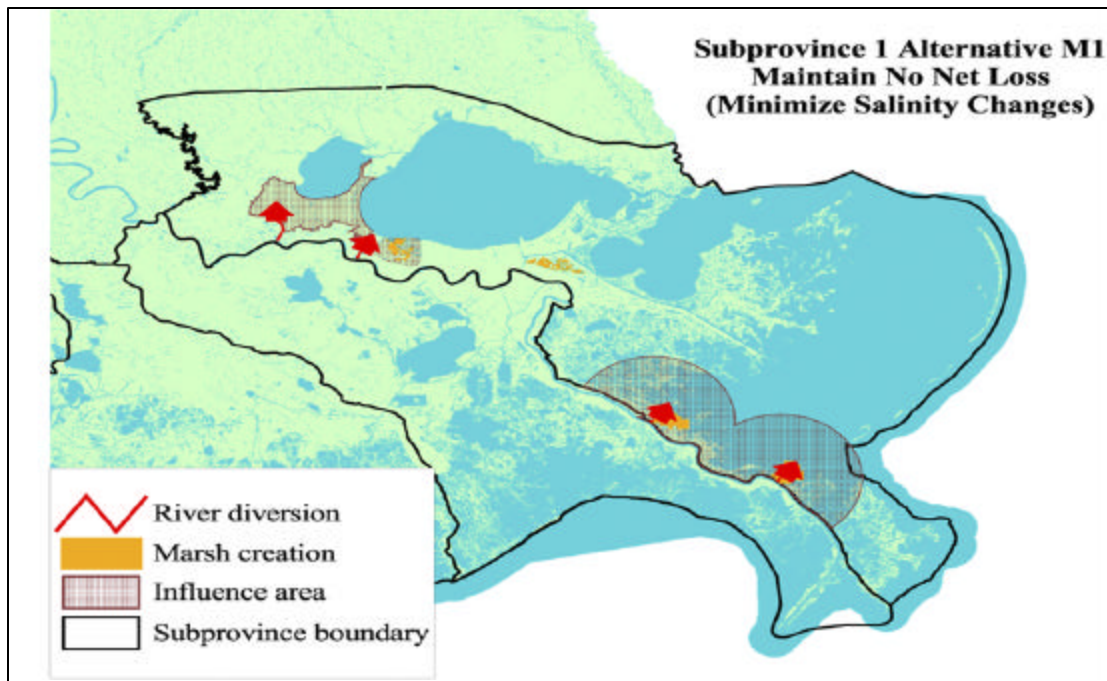 Subprovince 1 Alternative M1
Maintain No Net Loss
(Minimize Salinity Changes)
River diversion
Marsh creation
Influence area
Subprovince boundary